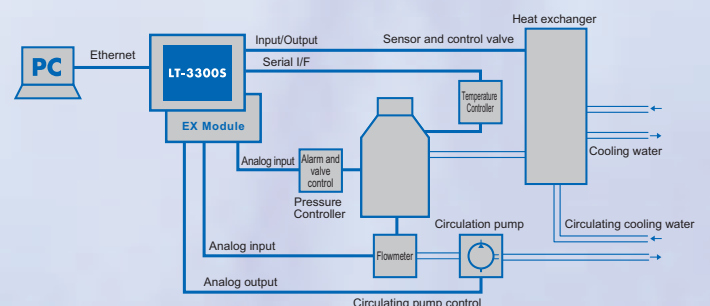 Heat exchanger
Ethernet
Input/Output
Sensor and control valve
PC
LT-3300S
Serial I/F
Temperature
Controller
EX Module
Analog input
Alarm and
valve
control
Pressure
Controller
Cooling water
Circulation pump
Circulating cooling water
Analog input
Flowmeter
Analog output
Circulating pump control